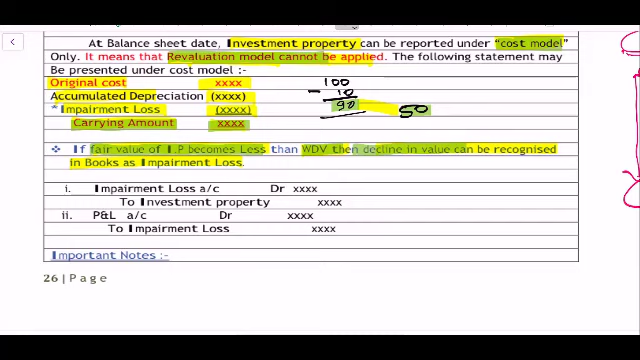 At Balance sheet date, Investment property can be reported under "cost model"
Only. It means that Revaluation model cannot be applied. The following statement may
Be presented under cost model :-
Original cost xxxx 100
Accumulated Depreciation (xxxx) - 10
*Impairment Loss (xxxx) 90 50
Carrying Amount xxxx
❖ If fair value of I.P becomes Less than WDV then decline in value can be recognised
in Books as Impairment Loss.
i. Impairment Loss a/c Dr xxxx
To Investment property xxxx
ii. P&L a/c Dr xxxx
To Impairment Loss xxxx
Important Notes :-
26 | Page